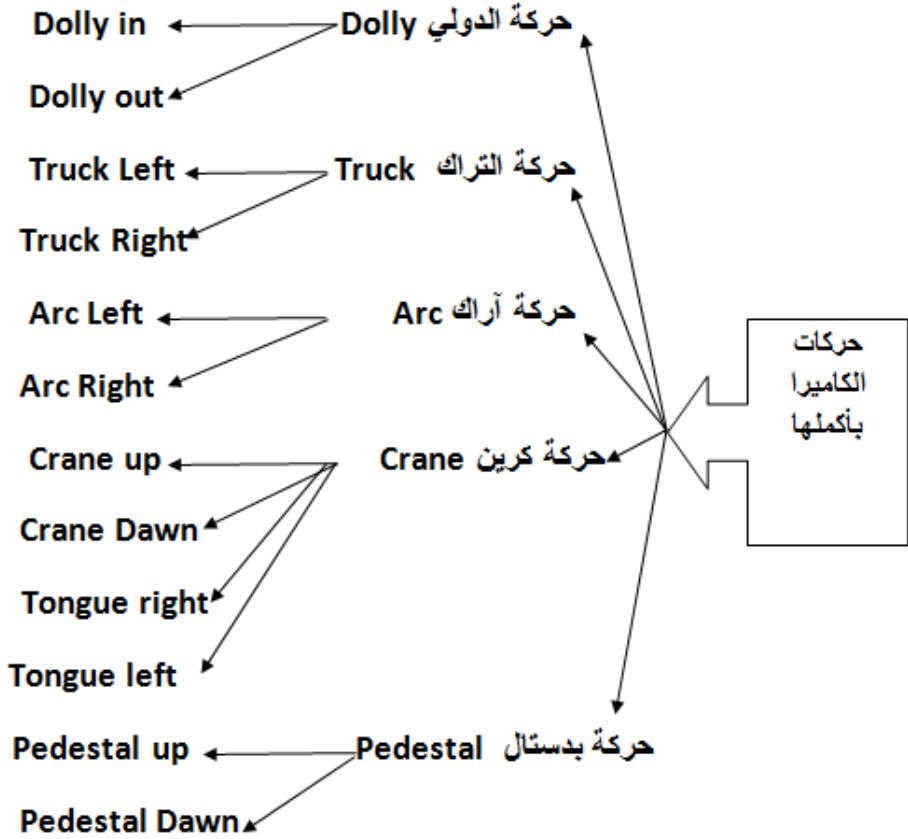 حركات
الكاميرا
بأكملها
حركة الدولي Dolly
Dolly in
Dolly out
حركة التراك Truck
Truck Left
Truck Right
حركة آراك Arc
Arc Left
Arc Right
حركة كرين Crane
Crane up
Crane Dawn
Tongue right
Tongue left
حركة بدستال Pedestal
Pedestal up
Pedestal Dawn